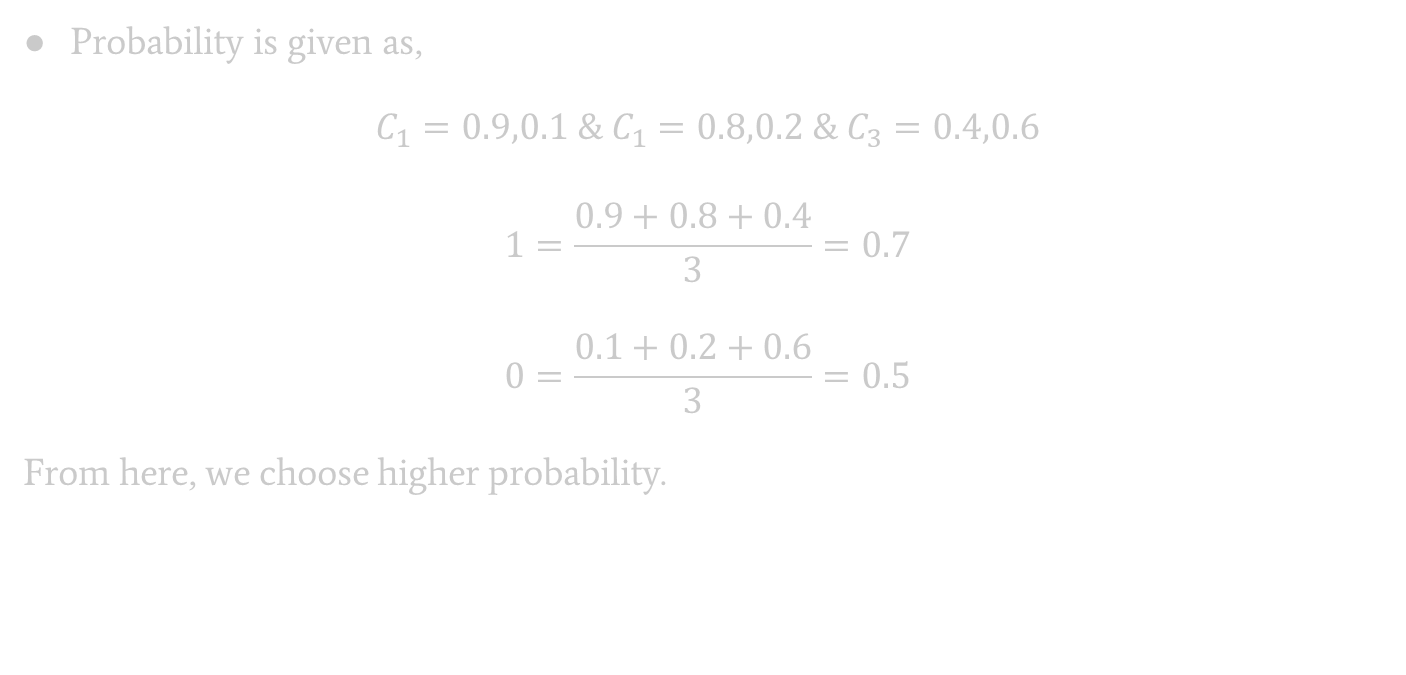 ● Probability is given as,
C₁ = 0.9,0.1 & C₁ = 0.8,0.2 & C₃ = 0.4,0.6
1 = (0.9 + 0.8 + 0.4)/3 = 0.7
0 = (0.1 + 0.2 + 0.6)/3 = 0.5
From here, we choose higher probability.